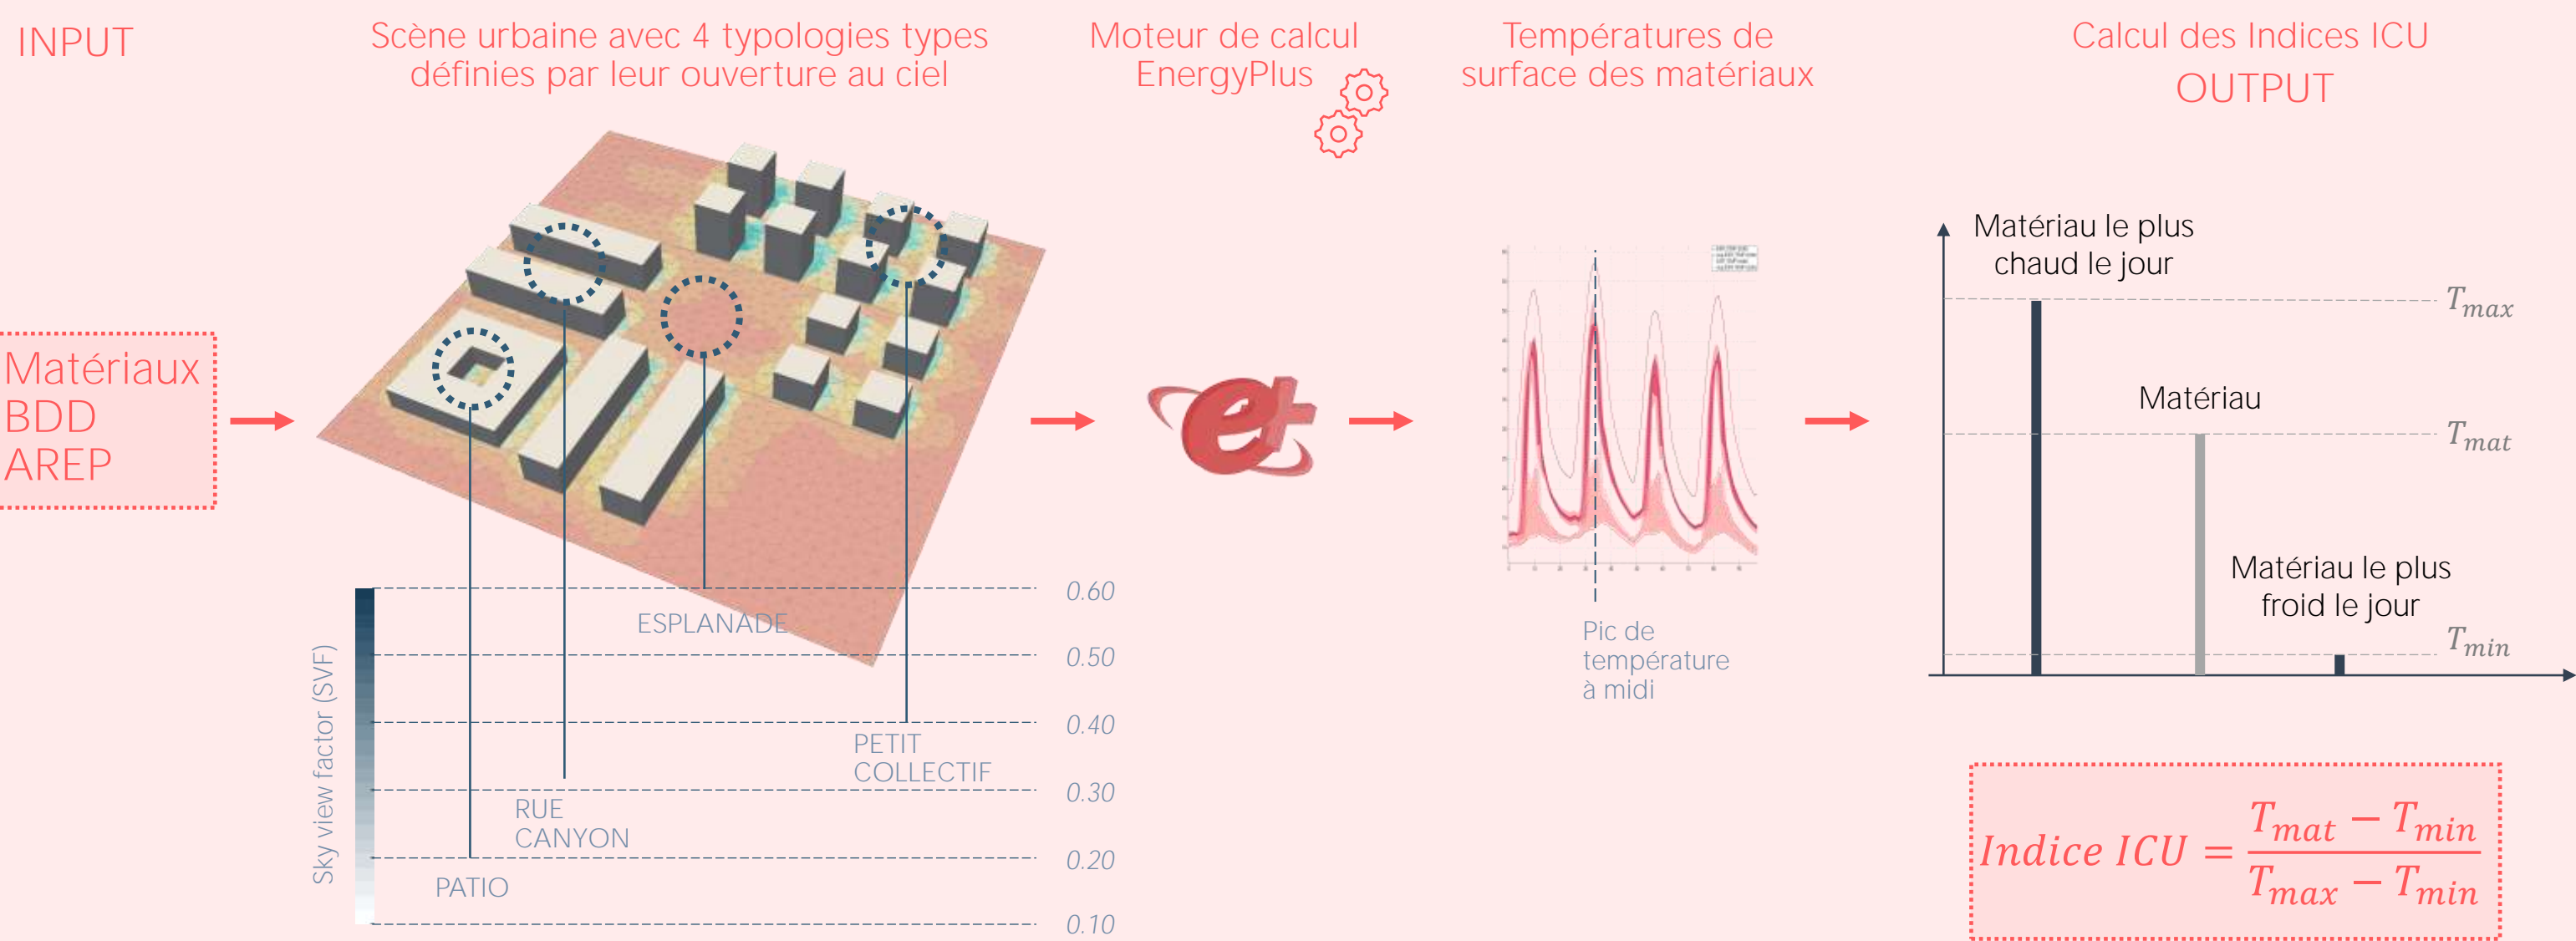 INPUT
Scène urbaine avec 4 typologies types
définies par leur ouverture au ciel
Moteur de calcul
EnergyPlus
Températures de
surface des matériaux
Calcul des Indices ICU
OUTPUT
Matériaux
BDD
AREP
Sky view factor (SVF)
0.60
ESPLANADE
0.50
0.40
PETIT
COLLECTIF
0.30
RUE
CANYON
0.20
PATIO
0.10
e+
Pic de
température
à midi
Matériau le plus
chaud le jour
T_max
Matériau
T_mat
Matériau le plus
froid le jour
T_min
Indice ICU = (T_mat − T_min) / (T_max − T_min)